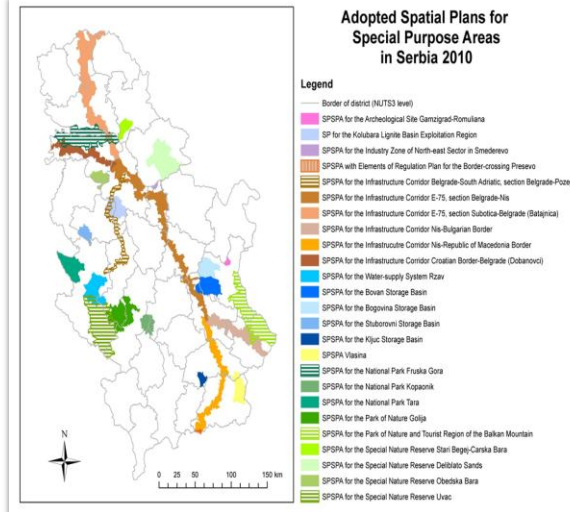 Adopted Spatial Plans for
Special Purpose Areas
in Serbia 2010
Legend
Border of district (NUTS3 level)
SPSPA for the Archeological Site Gamzigrad-Romuliana
SP for the Kolubara Lignite Basin Exploitation Region
SPSPA for the Industry Zone of North-east Sector in Smederevo
SPSPA with Elements of Regulation Plan for the Border-crossing Presevo
SPSPA for the Infrastructure Corridor Belgrade-South Adriatic, section Belgrade-Poze
SPSPA for the Infrastructure Corridor E-75, section Belgrade-Nis
SPSPA for the Infrastructure Corridor E-75, section Subotica-Belgrade (Batajnica)
SPSPA for the Infrastructure Corridor Nis-Bulgarian Border
SPSPA for the Infrastrucutre Corridor Nis-Republic of Macedonia Border
SPSPA for the Infrastructure Corridor Croatian Border-Belgrade (Dobanovci)
SPSPA for the Water-supply System Rzav
SPSPA for the Bovan Storage Basin
SPSPA for the Bogovina Storage Basin
SPSPA for the Stuborovni Storage Basin
SPSPA for the Kljuc Storage Basin
SPSPA Vlasina
SPSPA for the National Park Fruska Gora
SPSPA for the National Park Kopaonik
SPSPA for the National Park Tara
SPSPA for the Park of Nature Golija
SPSPA for the Park of Nature and Tourist Region of the Balkan Mountain
SPSPA for the Special Nature Reserve Stari Begej-Carska Bara
SPSPA for the Special Nature Reserve Deliblato Sands
SPSPA for the Special Nature Reserve Obedska Bara
SPSPA for the Special Nature Reserve Uvac
N
0 25 50 100 150 km